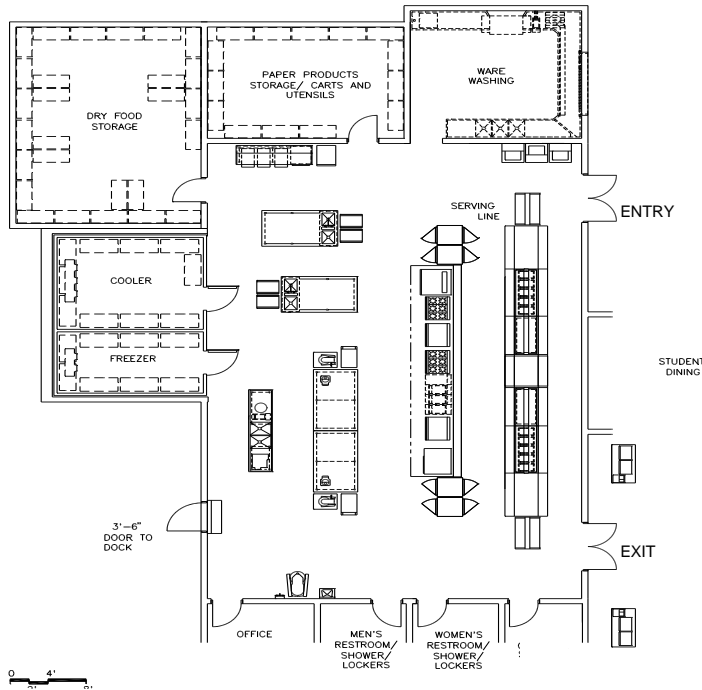 PAPER PRODUCTS
STORAGE/ CARTS AND
UTENSILS
WARE
WASHING
DRY FOOD
STORAGE
SERVING
LINE
ENTRY
COOLER
FREEZER
STUDENT
DINING
3'-6"
DOOR TO
DOCK
EXIT
OFFICE
MEN'S
RESTROOM/
SHOWER/
LOCKERS
WOMEN'S
RESTROOM/
SHOWER/
LOCKERS
0 4'
2' 8'